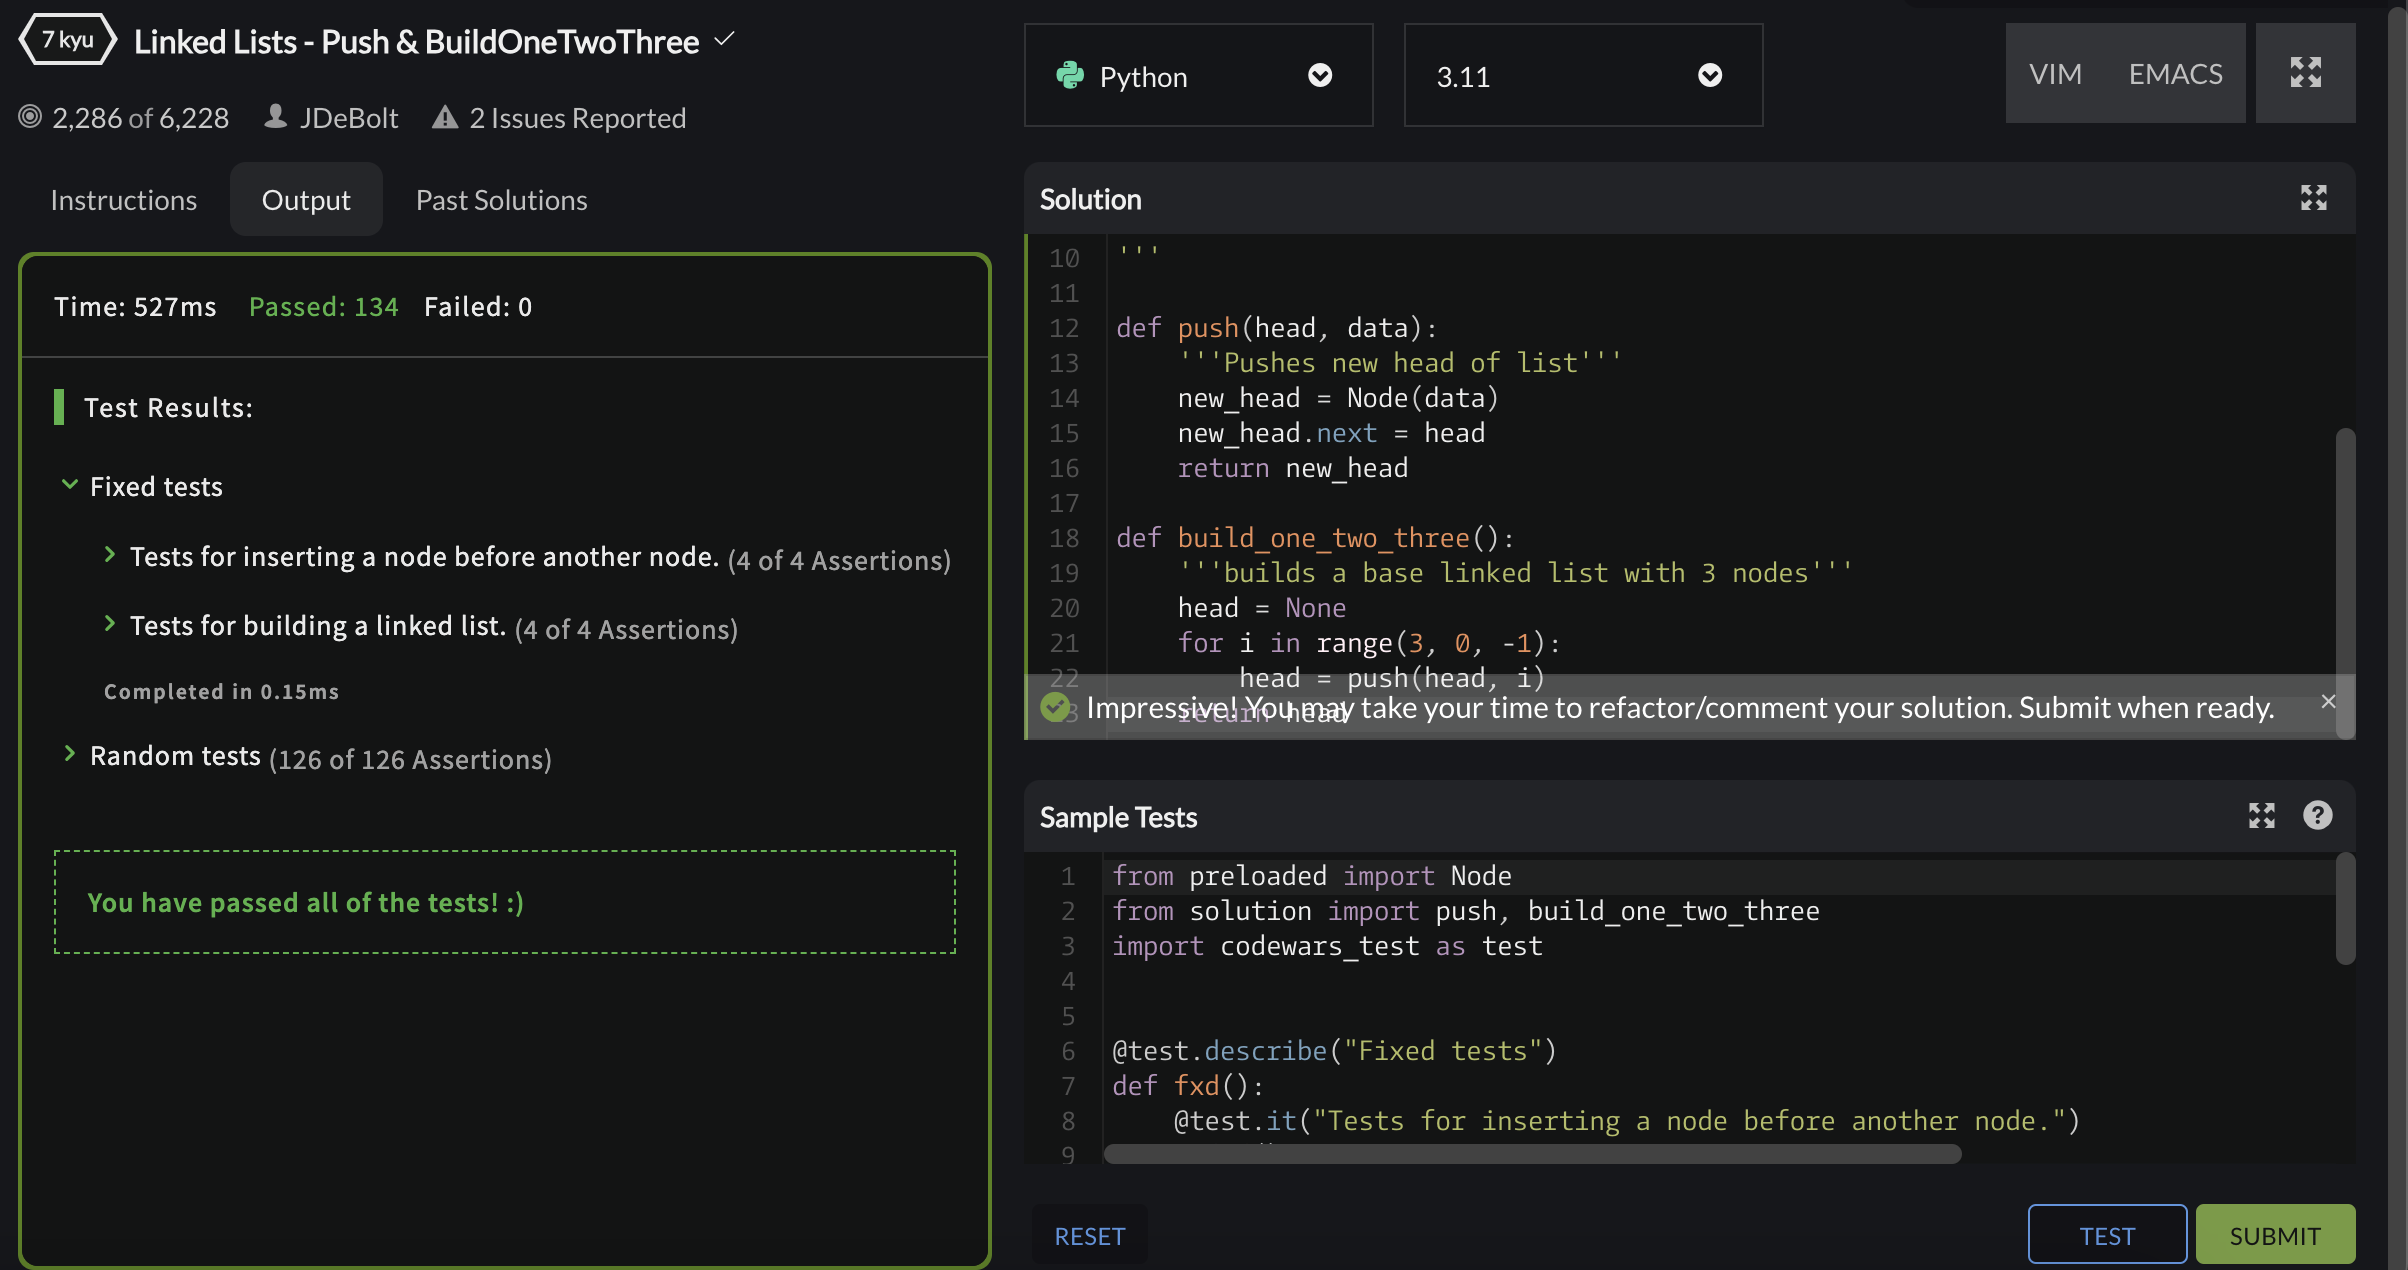 7 kyu
Linked Lists - Push & BuildOneTwoThree
2,286 of 6,228
JDeBolt
2 Issues Reported
Instructions
Output
Past Solutions
Time: 527ms Passed: 134 Failed: 0
Test Results:
Fixed tests
Tests for inserting a node before another node. (4 of 4 Assertions)
Tests for building a linked list. (4 of 4 Assertions)
Completed in 0.15ms
Random tests (126 of 126 Assertions)
You have passed all of the tests! :)
Python
3.11
VIM
EMACS
Solution
10 '''
11
12 def push(head, data):
13     '''Pushes new head of list'''
14     new_head = Node(data)
15     new_head.next = head
16     return new_head
17
18 def build_one_two_three():
19     '''builds a base linked list with 3 nodes'''
20     head = None
21     for i in range(3, 0, -1):
22         head = push(head, i)
23     return head
Impressive! You may take your time to refactor/comment your solution. Submit when ready.
Sample Tests
1 from preloaded import Node
2 from solution import push, build_one_two_three
3 import codewars_test as test
4
5
6 @test.describe("Fixed tests")
7 def fxd():
8     @test.it("Tests for inserting a node before another node.")
9
RESET
TEST
SUBMIT